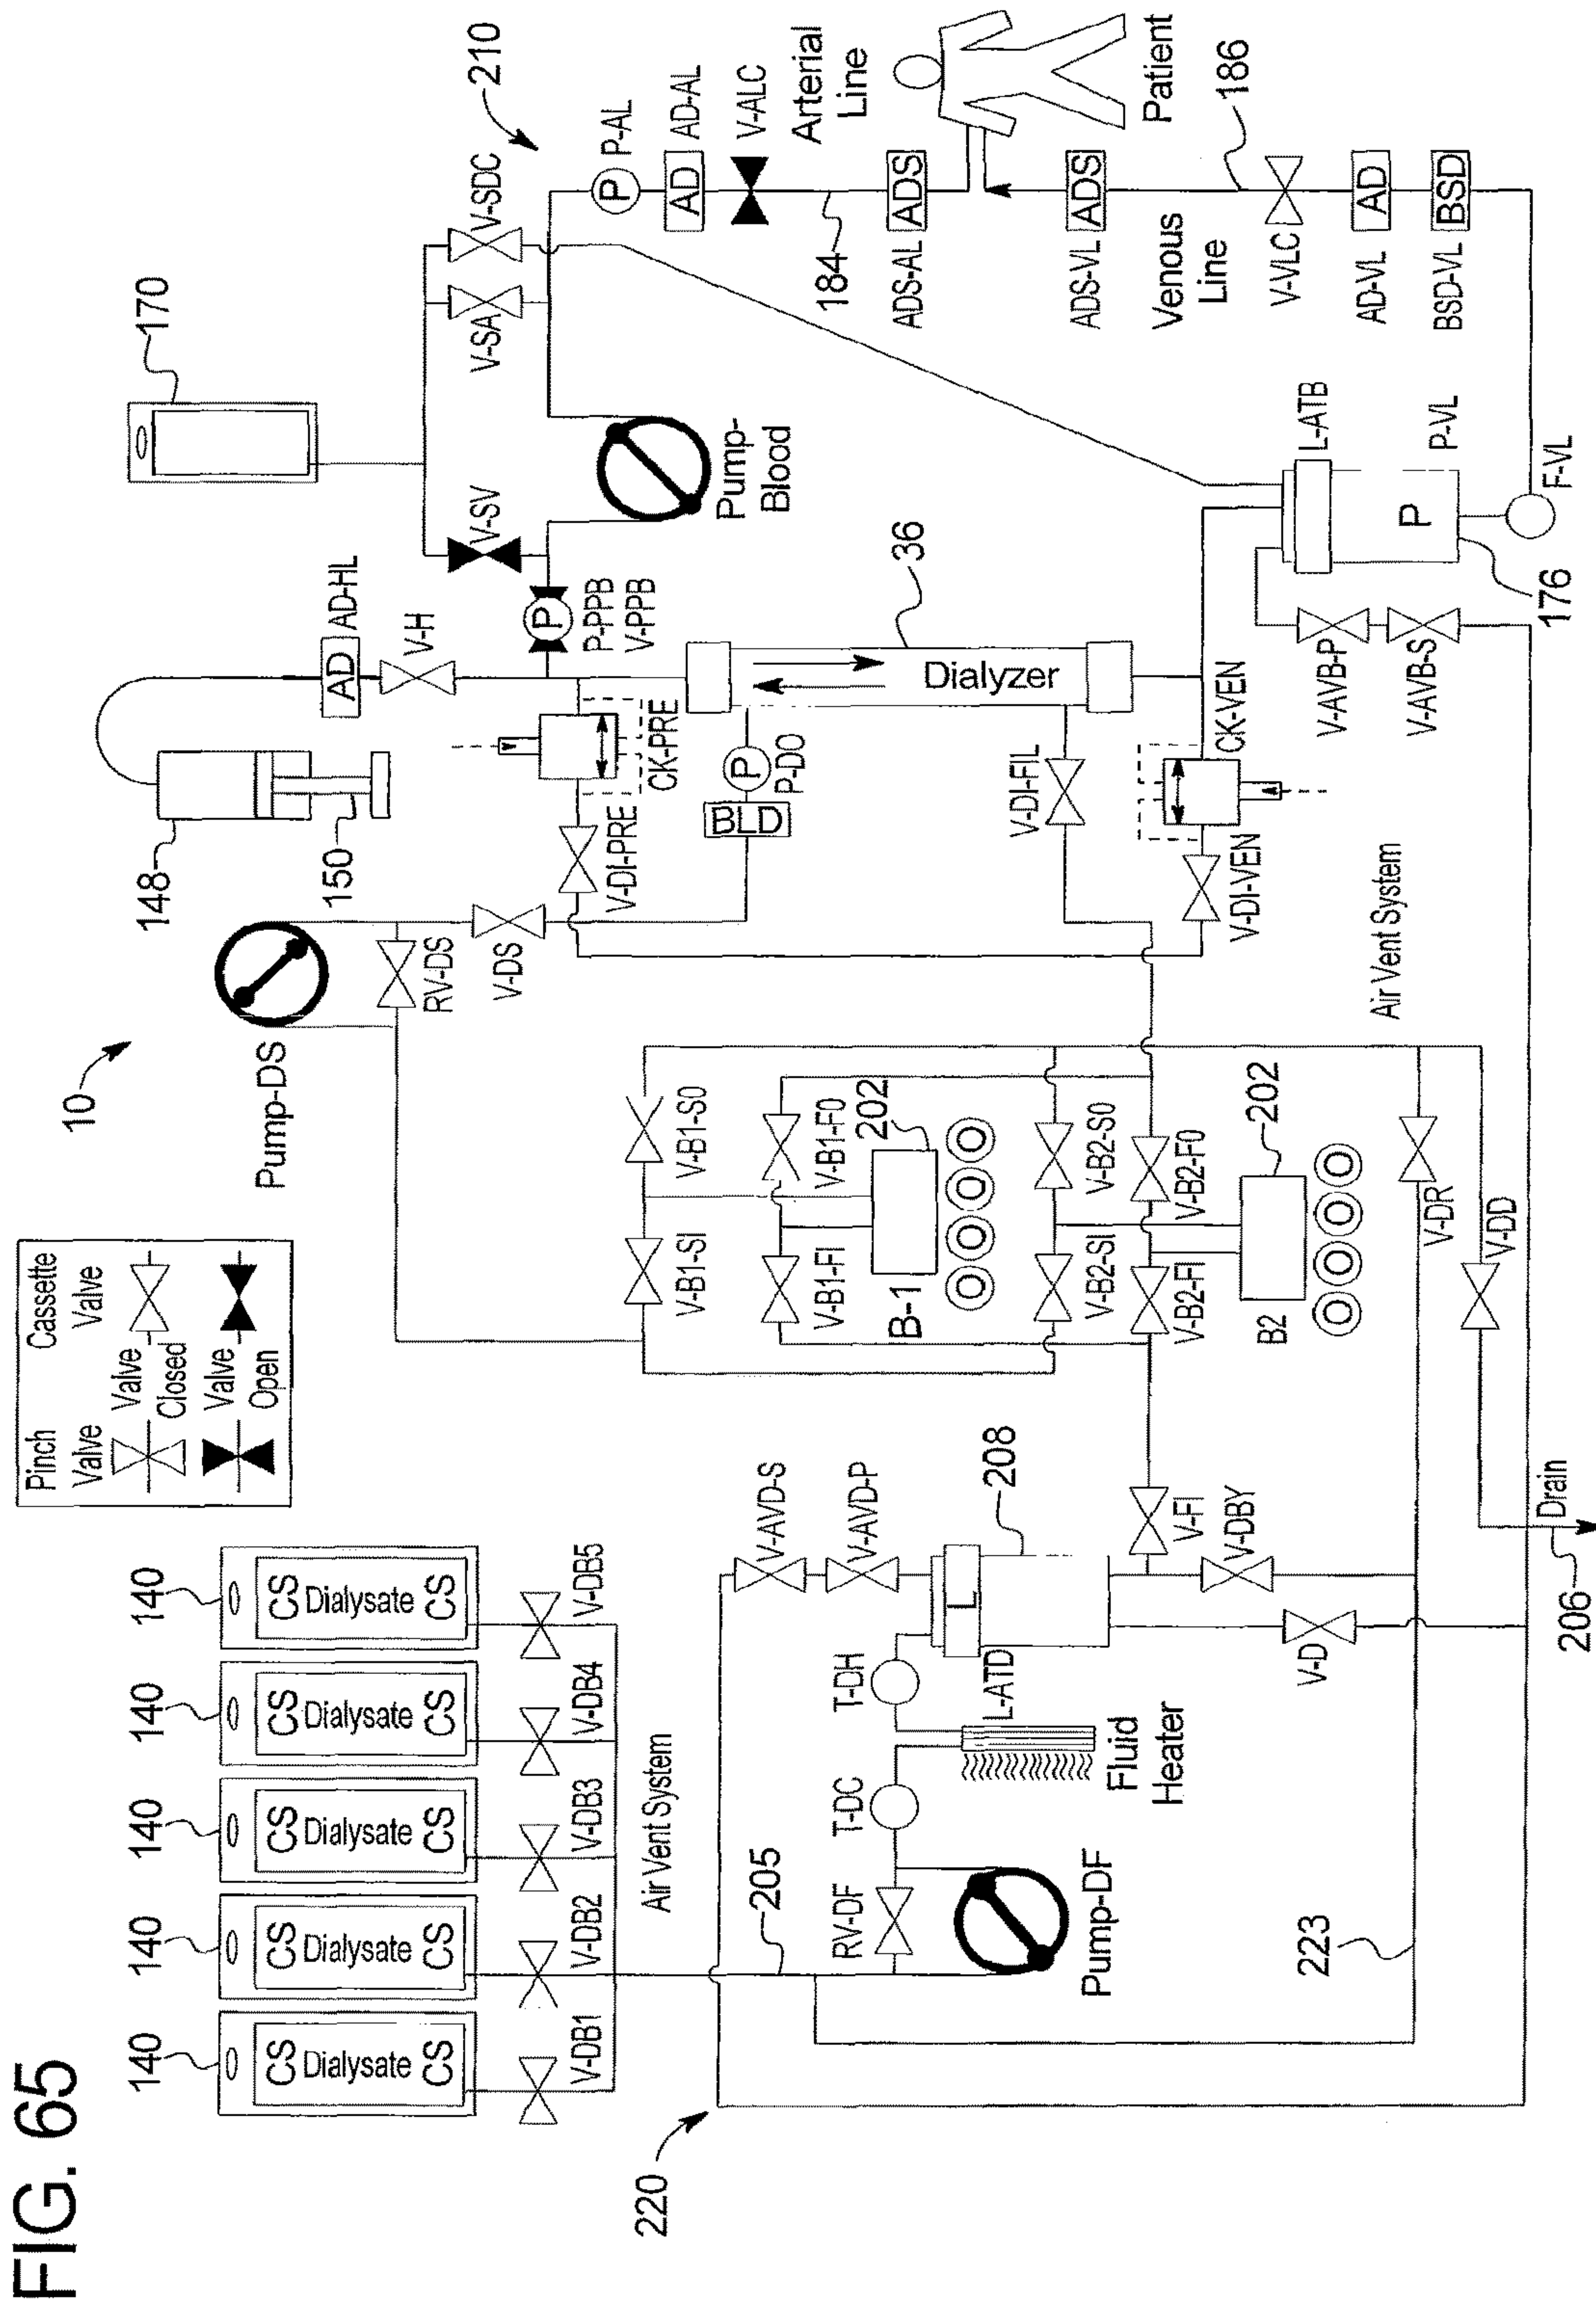 FIG. 65
10
Pinch
Valve
Cassette
Valve
Valve
Closed
Valve
Open
140
140
140
140
140
CS Dialysate CS
CS Dialysate CS
CS Dialysate CS
CS Dialysate CS
CS Dialysate CS
V-DB1
V-DB2
V-DB3
V-DB4
V-DB5
Air Vent System
220
205
V-AVD-S
V-AVD-P
RV-DF
Pump-DF
T-DC
T-DH
L
L-ATD
208
Fluid
Heater
V-FI
V-DBY
V-D
223
Drain
206
Pump-DS
RV-DS
V-DS
V-B1-SI
V-B1-S0
V-B1-FI
V-B1-F0
B-1
202
V-B2-SI
V-B2-S0
V-B2-FI
V-B2-F0
B2
202
V-DR
V-DD
148
150
AD
AD-HL
V-H
V-DI-PRE
CK-PRE
BLD
P
P-DO
V-DI-FIL
V-DI-VEN
CK-VEN
Air Vent System
Dialyzer
36
P
P-PPB
V-PPB
V-SV
170
V-SA
V-SDC
Pump-
Blood
210
P
P-AL
AD
AD-AL
V-ALC
Arterial
Line
184
ADS
ADS-AL
Patient
ADS
ADS-VL
Venous
Line
186
V-VLC
AD
AD-VL
BSD
BSD-VL
L-ATB
P
P-VL
F-VL
176
V-AVB-P
V-AVB-S